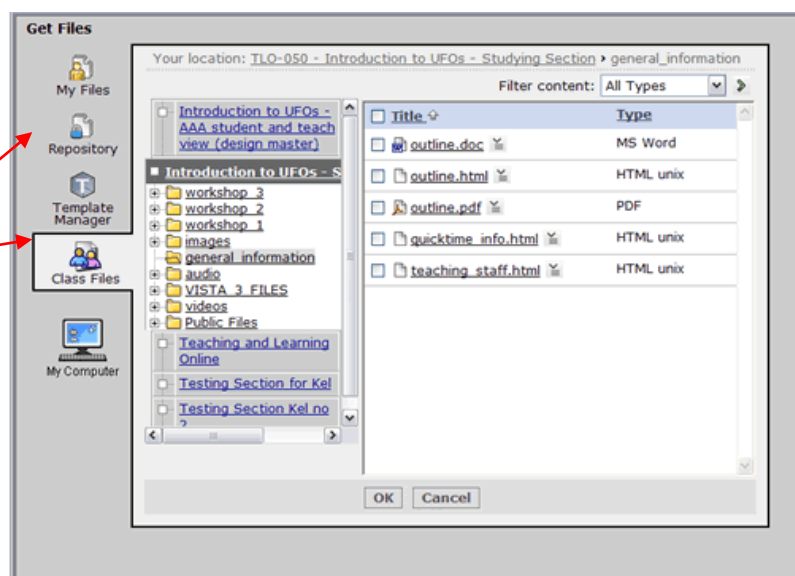 Get Files
My Files
Repository
Template
Manager
Class Files
My Computer
Your location: TLO-050 - Introduction to UFOs - Studying Section › general_information
Filter content: All Types
Introduction to UFOs -
AAA student and teach
view (design master)
Introduction to UFOs - S
workshop_3
workshop_2
workshop_1
images
general_information
audio
VISTA_3_FILES
videos
Public Files
Teaching and Learning
Online
Testing Section for Kel
Testing Section Kel no
2
Title Type
outline.doc MS Word
outline.html HTML unix
outline.pdf PDF
quicktime_info.html HTML unix
teaching_staff.html HTML unix
OK Cancel